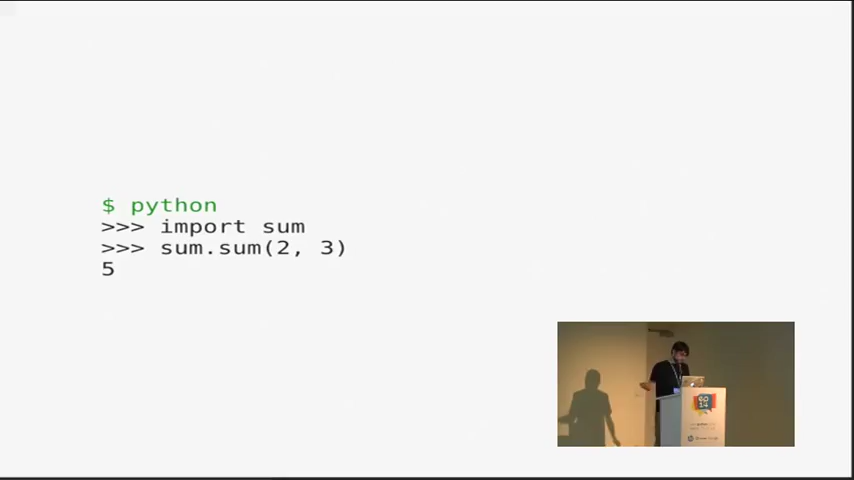 $ python
>>> import sum
>>> sum.sum(2, 3)
5